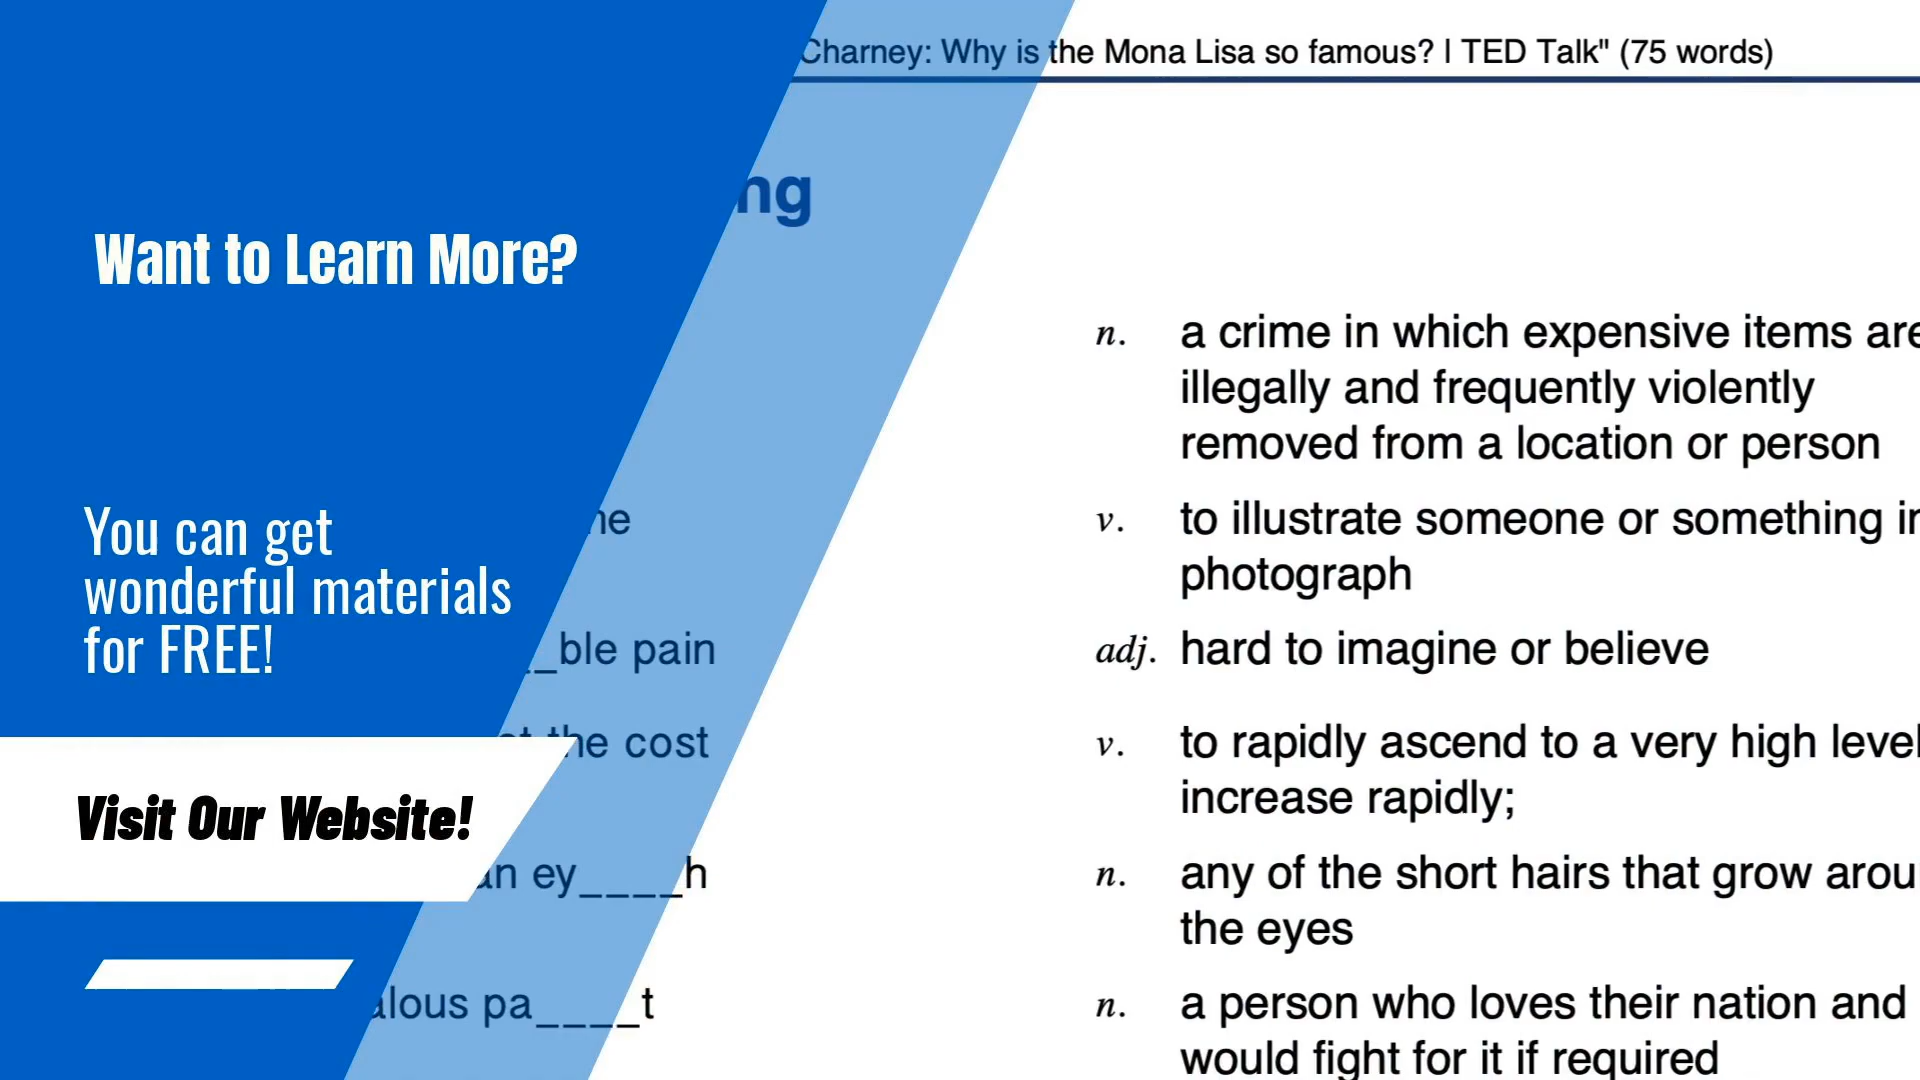 Charney: Why is the Mona Lisa so famous? | TED Talk" (75 words)
Want to Learn More?
You can get
wonderful materials
for FREE!
Visit Our Website!
n. a crime in which expensive items are
illegally and frequently violently
removed from a location or person
v. to illustrate someone or something in
photograph
_ble pain
adj. hard to imagine or believe
the cost
v. to rapidly ascend to a very high level
increase rapidly;
an ey____h
n. any of the short hairs that grow arou
the eyes
alous pa____t
n. a person who loves their nation and
would fight for it if required